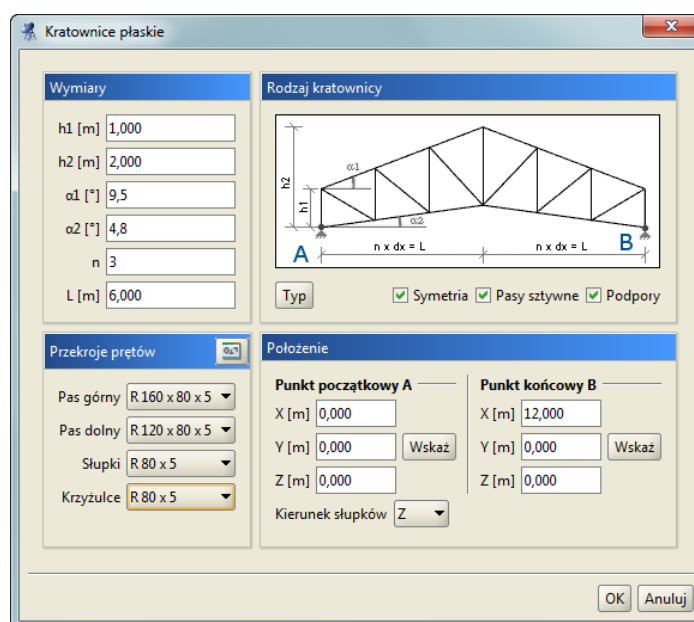 Kratownice płaskie
Wymiary
h1 [m] 1,000
h2 [m] 2,000
α1 [°] 9,5
α2 [°] 4,8
n 3
L [m] 6,000
Rodzaj kratownicy
h2
h1
α1
α2
A
B
n x dx = L
n x dx = L
Typ
Symetria
Pasy sztywne
Podpory
Przekroje prętów
Pas górny R 160 x 80 x 5
Pas dolny R 120 x 80 x 5
Słupki R 80 x 5
Krzyżulce R 80 x 5
Położenie
Punkt początkowy A
X [m] 0,000
Y [m] 0,000 Wskaż
Z [m] 0,000
Punkt końcowy B
X [m] 12,000
Y [m] 0,000 Wskaż
Z [m] 0,000
Kierunek słupków Z
OK Anuluj